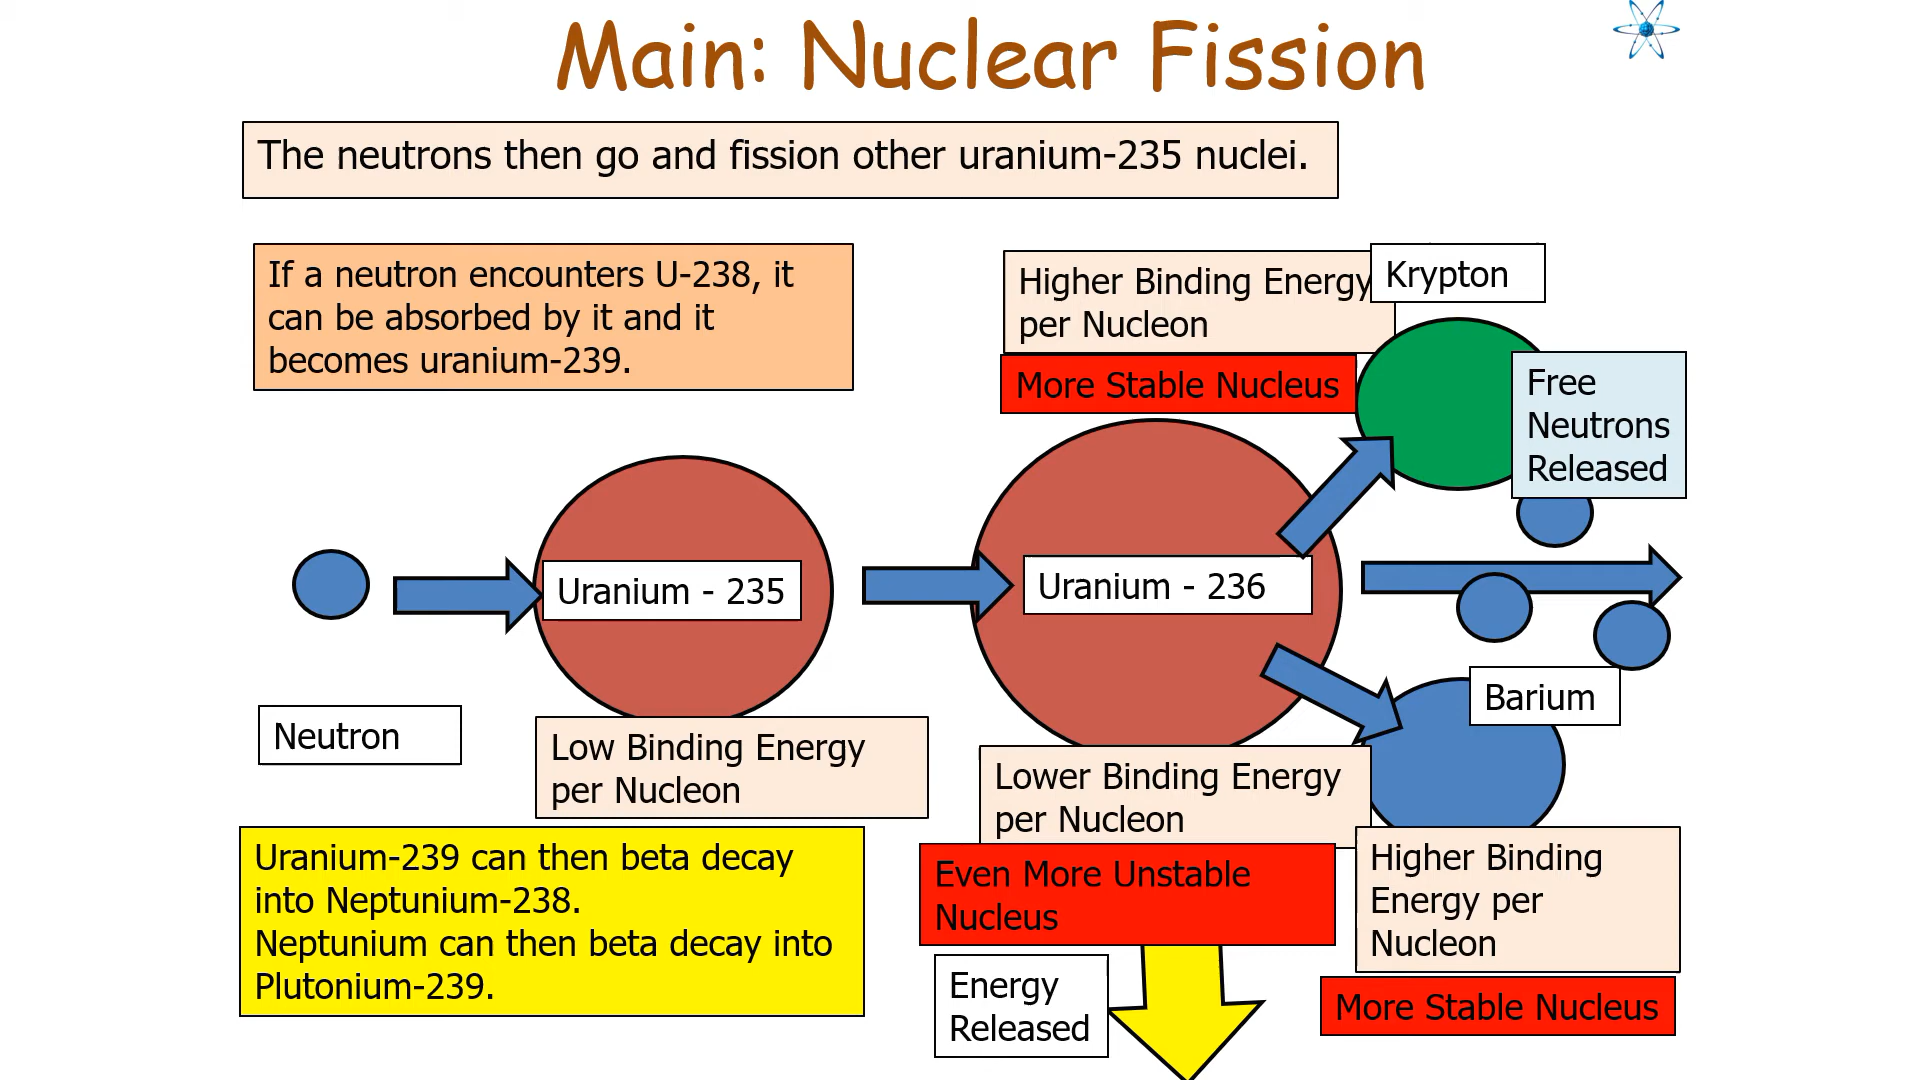 Main: Nuclear Fission
The neutrons then go and fission other uranium-235 nuclei.
If a neutron encounters U-238, it
can be absorbed by it and it
becomes uranium-239.
Higher Binding Energy
per Nucleon
Krypton
More Stable Nucleus
Free
Neutrons
Released
Uranium - 235
Uranium - 236
Barium
Neutron
Low Binding Energy
per Nucleon
Lower Binding Energy
per Nucleon
Uranium-239 can then beta decay
into Neptunium-238.
Neptunium can then beta decay into
Plutonium-239.
Even More Unstable
Nucleus
Higher Binding
Energy per
Nucleon
Energy
Released
More Stable Nucleus